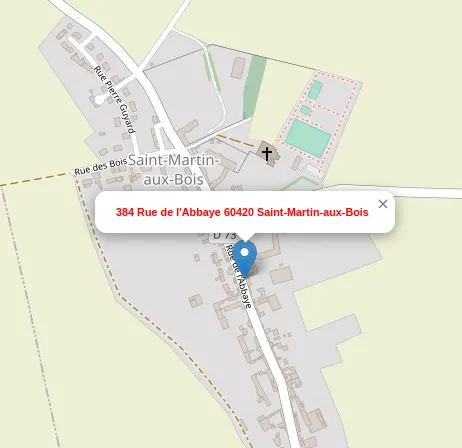 Rue Pierre Guyard
Rue des Bois
Saint-Martin-
aux-Bois
384 Rue de l'Abbaye 60420 Saint-Martin-aux-Bois
×
D 73
Rue de l'Abbaye